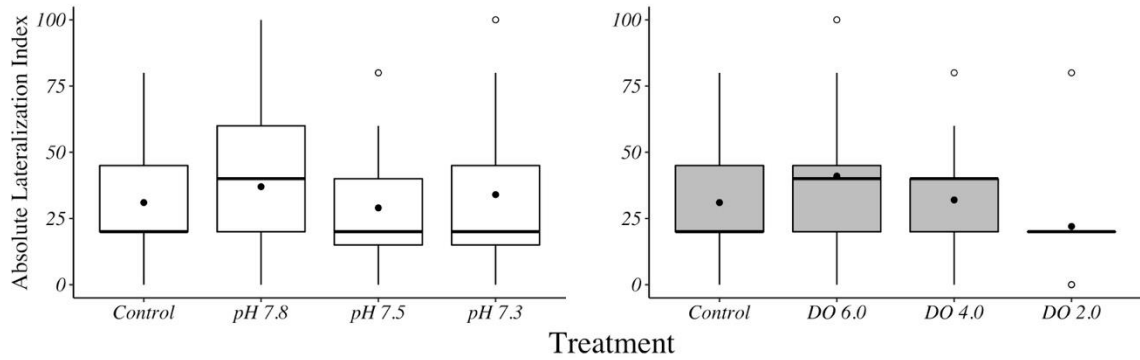 Absolute Lateralization Index
100
75
50
25
0
Control pH 7.8 pH 7.5 pH 7.3
100
75
50
25
0
Control DO 6.0 DO 4.0 DO 2.0
Treatment